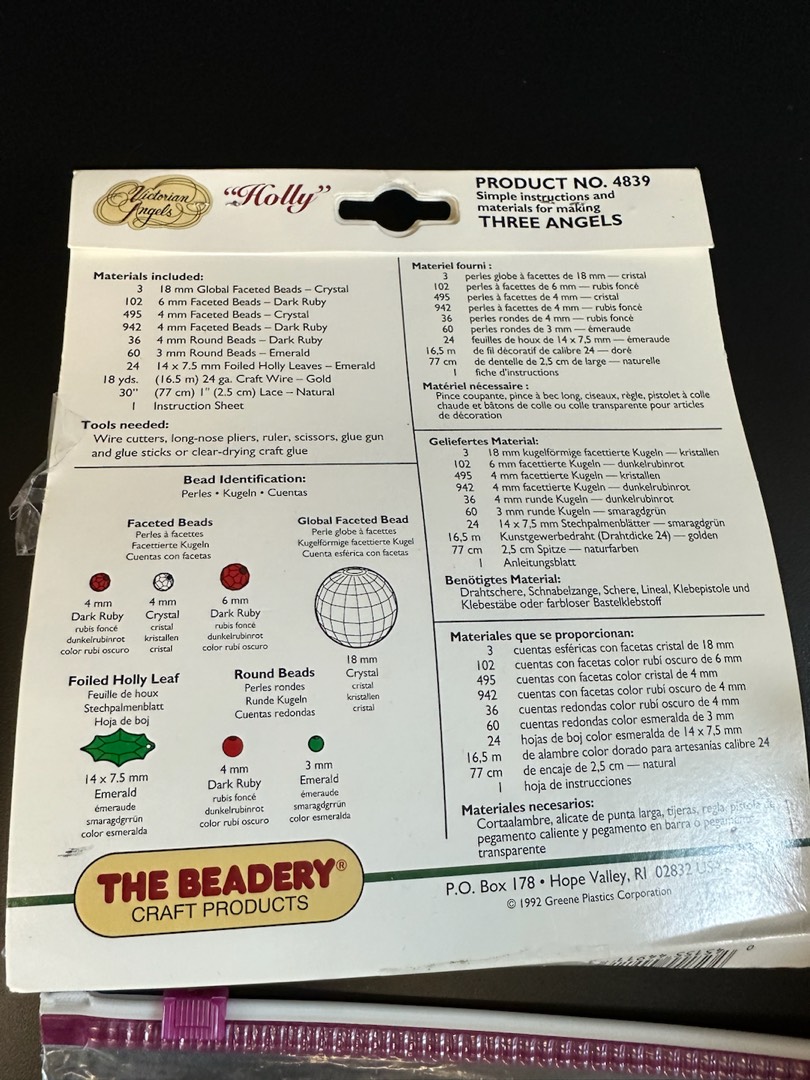 Victorian
Angels
"Holly"
PRODUCT NO. 4839
Simple instructions and
materials for making
THREE ANGELS
Materials included:
3 18 mm Global Faceted Beads – Crystal
102 6 mm Faceted Beads – Dark Ruby
495 4 mm Faceted Beads – Crystal
942 4 mm Faceted Beads – Dark Ruby
36 4 mm Round Beads – Dark Ruby
60 3 mm Round Beads – Emerald
24 14 x 7.5 mm Foiled Holly Leaves – Emerald
18 yds. (16.5 m) 24 ga. Craft Wire – Gold
30" (77 cm) 1" (2.5 cm) Lace – Natural
1 Instruction Sheet
Tools needed:
Wire cutters, long-nose pliers, ruler, scissors, glue gun
and glue sticks or clear-drying craft glue
Bead Identification:
Perles • Kugeln • Cuentas
Faceted Beads
Perles à facettes
Facettierte Kugeln
Cuentas con facetas
Global Faceted Bead
Perle globe à facettes
Kugelförmige facettierte Kugel
Cuenta esférica con facetas
4 mm
Dark Ruby
rubis foncé
dunkelrubinrot
color rubí oscuro
4 mm
Crystal
cristal
kristallen
cristal
6 mm
Dark Ruby
rubis foncé
dunkelrubinrot
color rubí oscuro
18 mm
Crystal
cristal
kristallen
cristal
Foiled Holly Leaf
Feuille de houx
Stechpalmenblatt
Hoja de boj
Round Beads
Perles rondes
Runde Kugeln
Cuentas redondas
14 x 7.5 mm
Emerald
émeraude
smaragdgrrün
color esmeralda
4 mm
Dark Ruby
rubis foncé
dunkelrubinrot
color rubí oscuro
3 mm
Emerald
émeraude
smaragdgrrün
color esmeralda
Materiel fourni :
3 perles globe à facettes de 18 mm — cristal
102 perles à facettes de 6 mm — rubis foncé
495 perles à facettes de 4 mm — cristal
942 perles à facettes de 4 mm — rubis foncé
36 perles rondes de 4 mm — rubis foncé
60 perles rondes de 3 mm — émeraude
24 feuilles de houx de 14 x 7,5 mm — émeraude
16,5 m de fil décoratif de calibre 24 — doré
77 cm de dentelle de 2,5 cm de large — naturelle
1 fiche d'instructions
Matériel nécessaire :
Pince coupante, pince à bec long, ciseaux, règle, pistolet à colle
chaude et bâtons de colle ou colle transparente pour articles
de décoration
Geliefertes Material:
3 18 mm kugelförmige facettierte Kugeln — kristallen
102 6 mm facettierte Kugeln — dunkelrubinrot
495 4 mm facettierte Kugeln — kristallen
942 4 mm facettierte Kugeln — dunkelrubinrot
36 4 mm runde Kugeln — dunkelrubinrot
60 3 mm runde Kugeln — smaragdgrün
24 14 x 7,5 mm Stechpalmenblätter — smaragdgrün
16,5 m Kunstgewerbedraht (Drahtdicke 24) — golden
77 cm 2,5 cm Spitze — naturfarben
1 Anleitungsblatt
Benötigtes Material:
Drahtschere, Schnabelzange, Schere, Lineal, Klebepistole und
Klebestäbe oder farbloser Bastelklebstoff
Materiales que se proporcionan:
3 cuentas esféricas con facetas cristal de 18 mm
102 cuentas con facetas color rubí oscuro de 6 mm
495 cuentas con facetas color cristal de 4 mm
942 cuentas con facetas color rubí oscuro de 4 mm
36 cuentas redondas color rubí oscuro de 4 mm
60 cuentas redondas color esmeralda de 3 mm
24 hojas de boj color esmeralda de 14 x 7,5 mm
16,5 m de alambre color dorado para artesanías calibre 24
77 cm de encaje de 2,5 cm — natural
1 hoja de instrucciones
Materiales necesarios:
Cortaalambre, alicate de punta larga, tijeras, regla, pistola de
pegamento caliente y pegamento en barra o
transparente
THE BEADERY®
CRAFT PRODUCTS
P.O. Box 178 • Hope Valley, RI 02832
© 1992 Greene Plastics Corporation